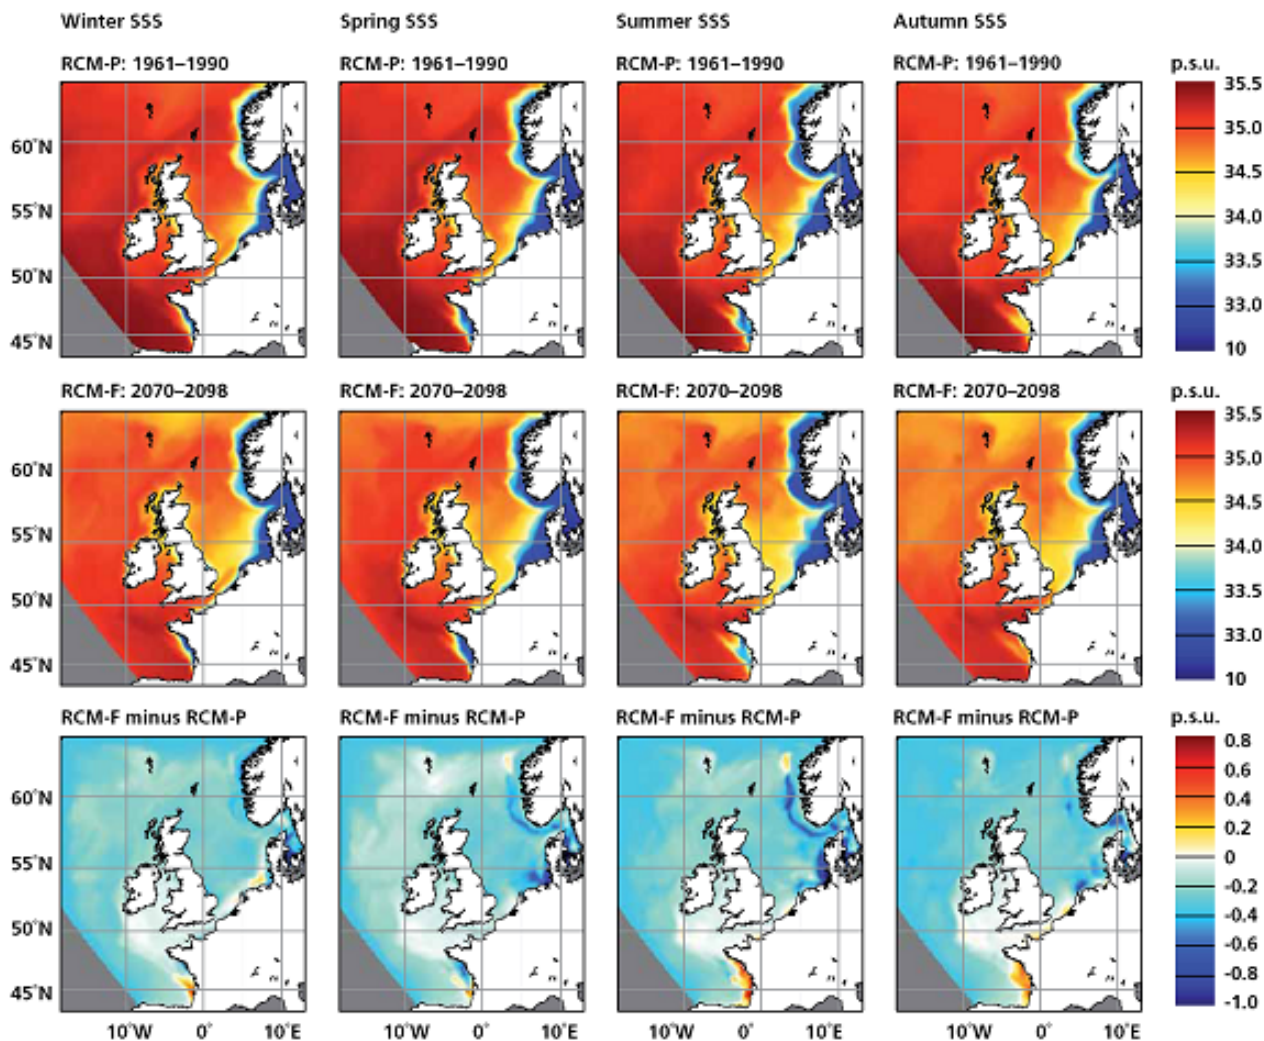 Winter SSS Spring SSS Summer SSS Autumn SSS
RCM-P: 1961–1990 RCM-P: 1961–1990 RCM-P: 1961–1990 RCM-P: 1961–1990 p.s.u.
35.5
35.0
34.5
34.0
33.5
33.0
10
60°N
55°N
50°N
45°N
RCM-F: 2070–2098 RCM-F: 2070–2098 RCM-F: 2070–2098 RCM-F: 2070–2098 p.s.u.
35.5
35.0
34.5
34.0
33.5
33.0
10
60°N
55°N
50°N
45°N
RCM-F minus RCM-P RCM-F minus RCM-P RCM-F minus RCM-P RCM-F minus RCM-P p.s.u.
0.8
0.6
0.4
0.2
0
-0.2
-0.4
-0.6
-0.8
-1.0
60°N
55°N
50°N
45°N
10°W 0° 10°E 10°W 0° 10°E 10°W 0° 10°E 10°W 0° 10°E